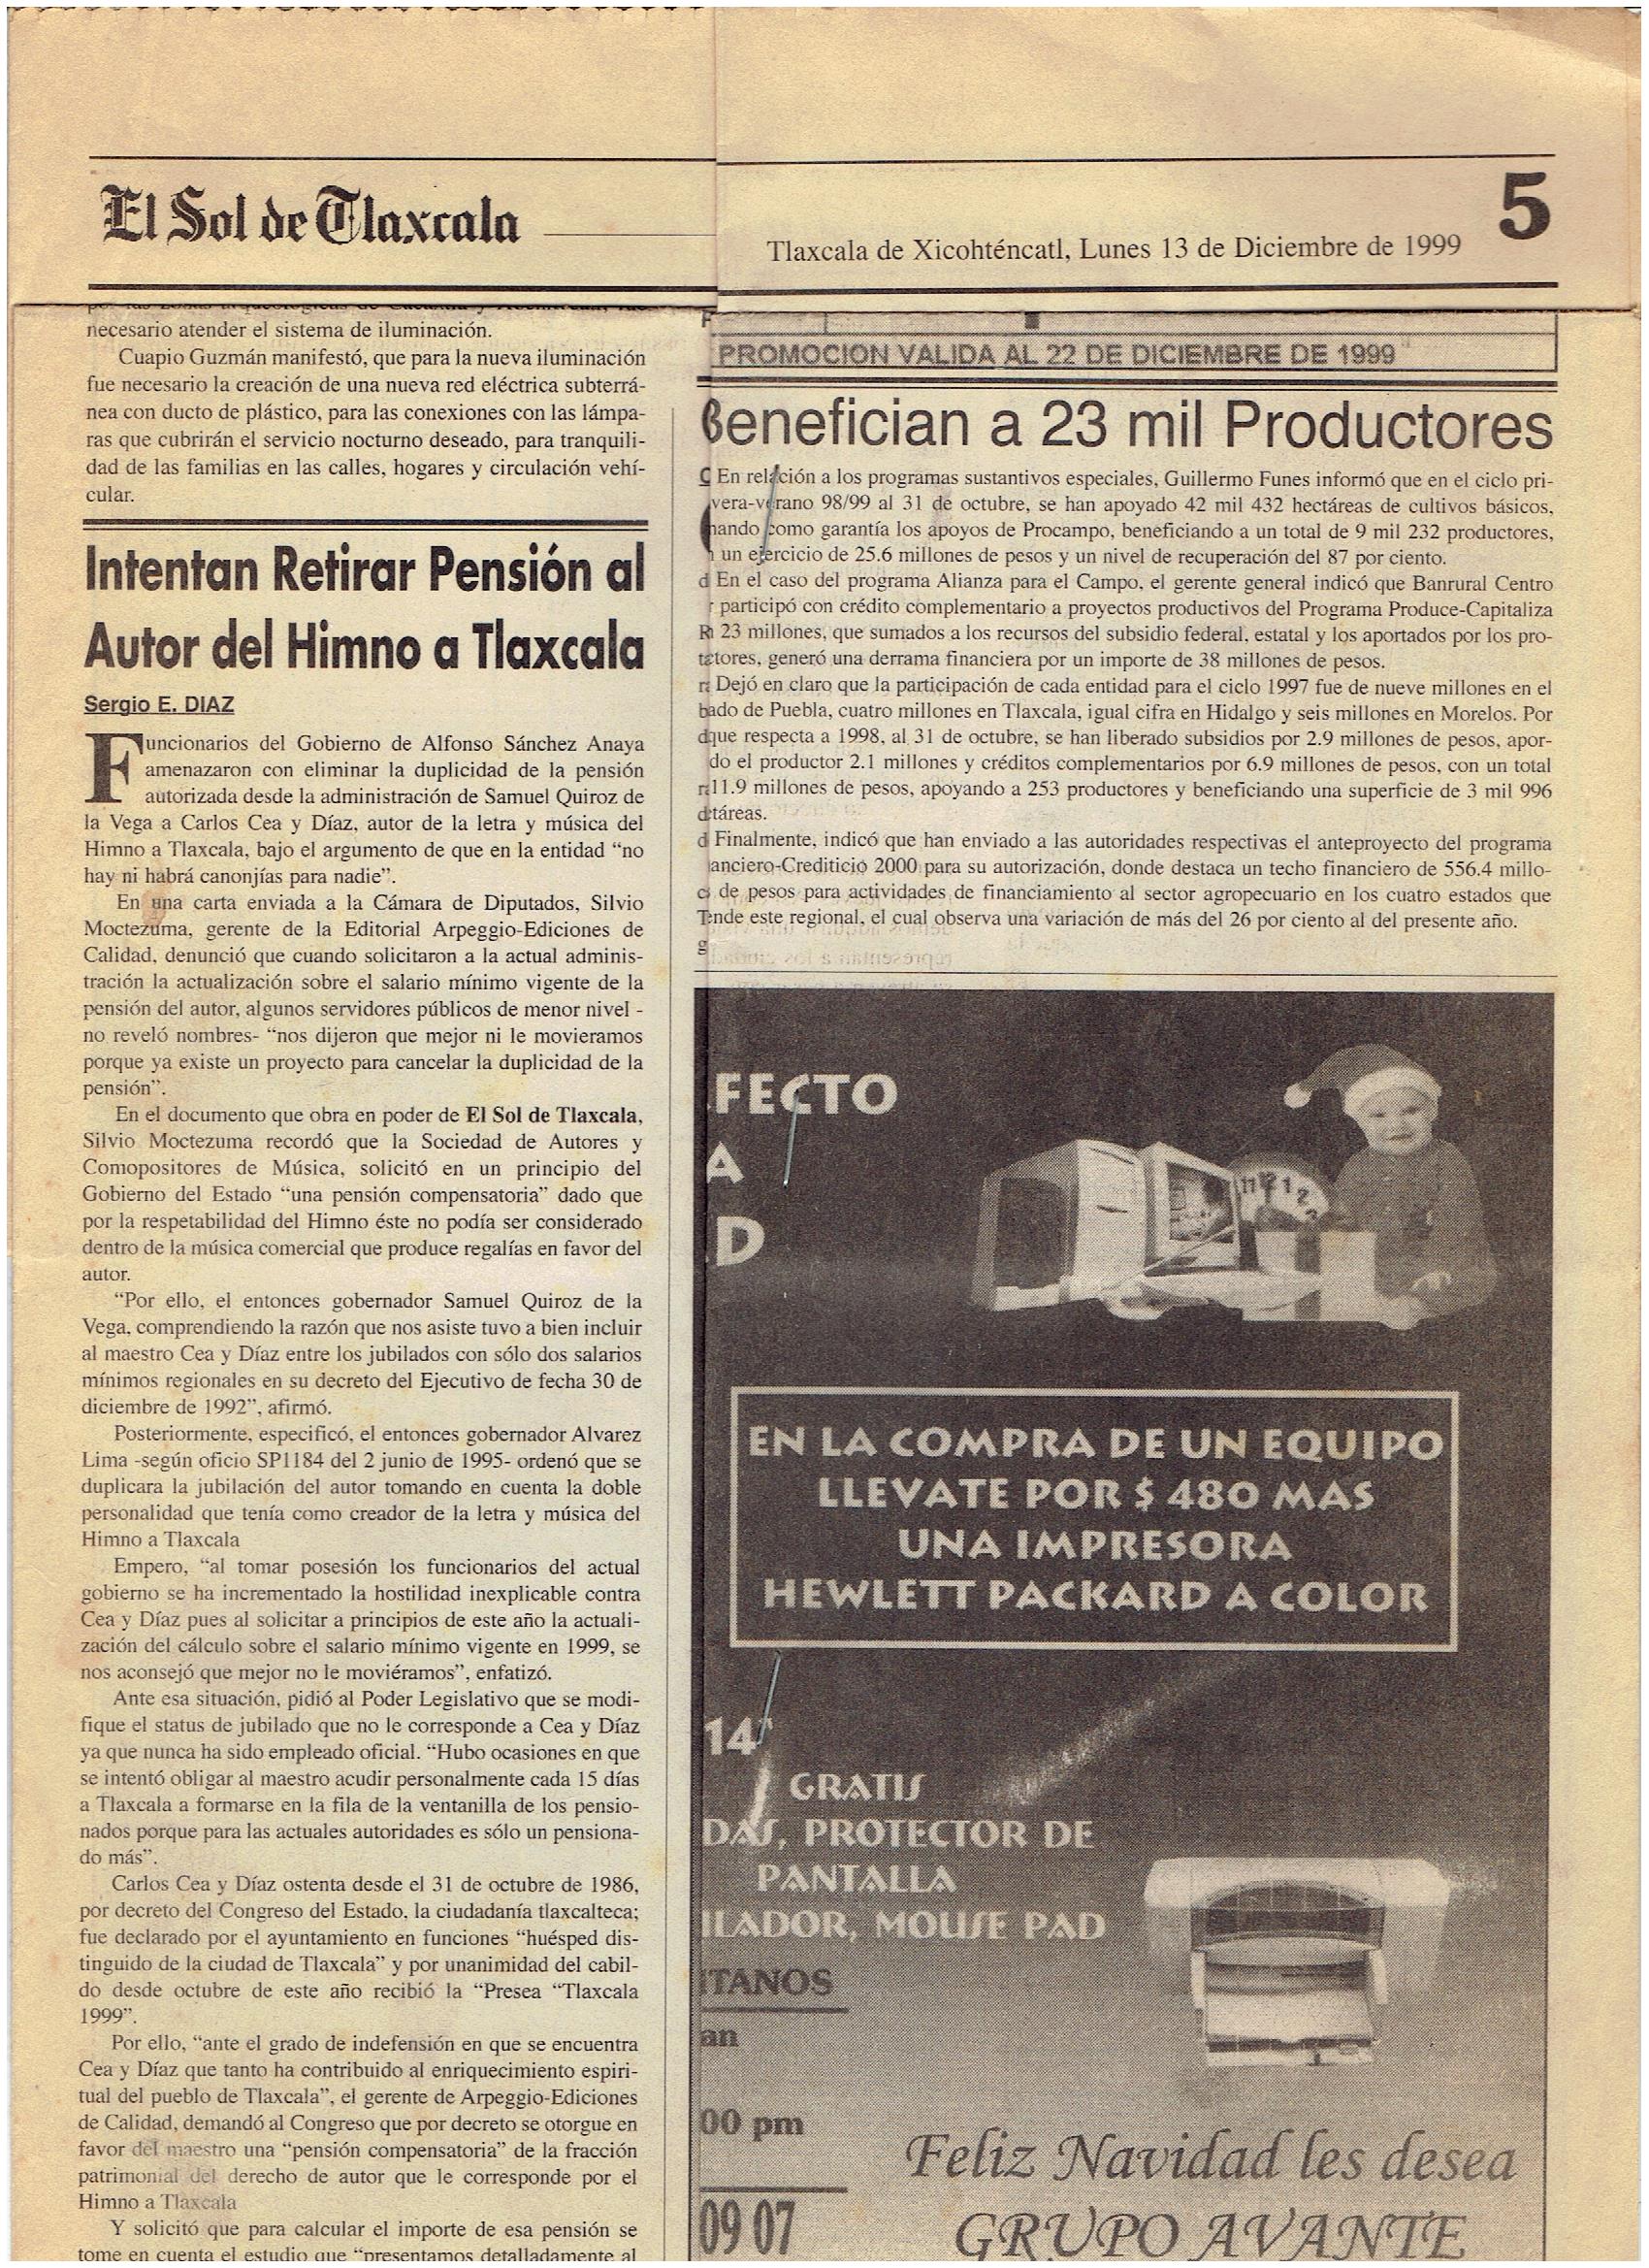 El Sol de Tlaxcala
Tlaxcala de Xicohténcatl, Lunes 13 de Diciembre de 1999
5
necesario atender el sistema de iluminación.
Cuapio Guzmán manifestó, que para la nueva iluminación
fue necesario la creación de una nueva red eléctrica subterrá-
nea con ducto de plástico, para las conexiones con las lámpa-
ras que cubrirán el servicio nocturno deseado, para tranquili-
dad de las familias en las calles, hogares y circulación vehí-
cular.
Intentan Retirar Pensión al
Autor del Himno a Tlaxcala
Sergio E. DIAZ
Funcionarios del Gobierno de Alfonso Sánchez Anaya
amenazaron con eliminar la duplicidad de la pensión
autorizada desde la administración de Samuel Quiroz de
la Vega a Carlos Cea y Díaz, autor de la letra y música del
Himno a Tlaxcala, bajo el argumento de que en la entidad “no
hay ni habrá canonjías para nadie”.
En una carta enviada a la Cámara de Diputados, Silvio
Moctezuma, gerente de la Editorial Arpeggio-Ediciones de
Calidad, denunció que cuando solicitaron a la actual adminis-
tración la actualización sobre el salario mínimo vigente de la
pensión del autor, algunos servidores públicos de menor nivel -
no reveló nombres- “nos dijeron que mejor ni le movieramos
porque ya existe un proyecto para cancelar la duplicidad de la
pensión”.
En el documento que obra en poder de El Sol de Tlaxcala,
Silvio Moctezuma recordó que la Sociedad de Autores y
Comopositores de Música, solicitó en un principio del
Gobierno del Estado “una pensión compensatoria” dado que
por la respetabilidad del Himno éste no podía ser considerado
dentro de la música comercial que produce regalías en favor del
autor.
“Por ello, el entonces gobernador Samuel Quiroz de la
Vega, comprendiendo la razón que nos asiste tuvo a bien incluir
al maestro Cea y Díaz entre los jubilados con sólo dos salarios
mínimos regionales en su decreto del Ejecutivo de fecha 30 de
diciembre de 1992”, afirmó.
Posteriormente, especificó, el entonces gobernador Alvarez
Lima -según oficio SP1184 del 2 junio de 1995- ordenó que se
duplicara la jubilación del autor tomando en cuenta la doble
personalidad que tenía como creador de la letra y música del
Himno a Tlaxcala
Empero, “al tomar posesión los funcionarios del actual
gobierno se ha incrementado la hostilidad inexplicable contra
Cea y Díaz pues al solicitar a principios de este año la actuali-
zación del cálculo sobre el salario mínimo vigente en 1999, se
nos aconsejó que mejor no le moviéramos”, enfatizó.
Ante esa situación, pidió al Poder Legislativo que se modi-
fique el status de jubilado que no le corresponde a Cea y Díaz
ya que nunca ha sido empleado oficial. “Hubo ocasiones en que
se intentó obligar al maestro acudir personalmente cada 15 días
a Tlaxcala a formarse en la fila de la ventanilla de los pensio-
nados porque para las actuales autoridades es sólo un pensiona-
do más”.
Carlos Cea y Díaz ostenta desde el 31 de octubre de 1986,
por decreto del Congreso del Estado, la ciudadanía tlaxcalteca;
fue declarado por el ayuntamiento en funciones “huésped dis-
tinguido de la ciudad de Tlaxcala” y por unanimidad del cabil-
do desde octubre de este año recibió la “Presea “Tlaxcala
1999”.
Por ello, “ante el grado de indefensión en que se encuentra
Cea y Díaz que tanto ha contribuido al enriquecimiento espiri-
tual del pueblo de Tlaxcala”, el gerente de Arpeggio-Ediciones
de Calidad, demandó al Congreso que por decreto se otorgue en
favor del maestro una “pensión compensatoria” de la fracción
patrimonial del derecho de autor que le corresponde por el
Himno a Tlaxcala
Y solicitó que para calcular el importe de esa pensión se
tome en cuenta el estudio que “presentamos detalladamente al
PROMOCION VALIDA AL 22 DE DICIEMBRE DE 1999
Benefician a 23 mil Productores
En relación a los programas sustantivos especiales, Guillermo Funes informó que en el ciclo pri-
vera-verano 98/99 al 31 de octubre, se han apoyado 42 mil 432 hectáreas de cultivos básicos,
nando como garantía los apoyos de Procampo, beneficiando a un total de 9 mil 232 productores,
un ejercicio de 25.6 millones de pesos y un nivel de recuperación del 87 por ciento.
En el caso del programa Alianza para el Campo, el gerente general indicó que Banrural Centro
participó con crédito complementario a proyectos productivos del Programa Produce-Capitaliza
23 millones, que sumados a los recursos del subsidio federal, estatal y los aportados por los pro-
tores, generó una derrama financiera por un importe de 38 millones de pesos.
Dejó en claro que la participación de cada entidad para el ciclo 1997 fue de nueve millones en el
ado de Puebla, cuatro millones en Tlaxcala, igual cifra en Hidalgo y seis millones en Morelos. Por
que respecta a 1998, al 31 de octubre, se han liberado subsidios por 2.9 millones de pesos, apor-
do el productor 2.1 millones y créditos complementarios por 6.9 millones de pesos, con un total
11.9 millones de pesos, apoyando a 253 productores y beneficiando una superficie de 3 mil 996
táreas.
Finalmente, indicó que han enviado a las autoridades respectivas el anteproyecto del programa
anciero-Crediticio 2000 para su autorización, donde destaca un techo financiero de 556.4 millo-
de pesos para actividades de financiamiento al sector agropecuario en los cuatro estados que
ende este regional, el cual observa una variación de más del 26 por ciento al del presente año.
FECTO
A
D
11 12 1 2
EN LA COMPRA DE UN EQUIPO
LLEVATE POR $ 480 MAS
UNA IMPRESORA
HEWLETT PACKARD A COLOR
14"
GRATIS
DAS, PROTECTOR DE
PANTALLA
ILADOR, MOUSE PAD
ITANOS
an
00 pm
09 07
Feliz Navidad les desea
GRUPO AVANTE